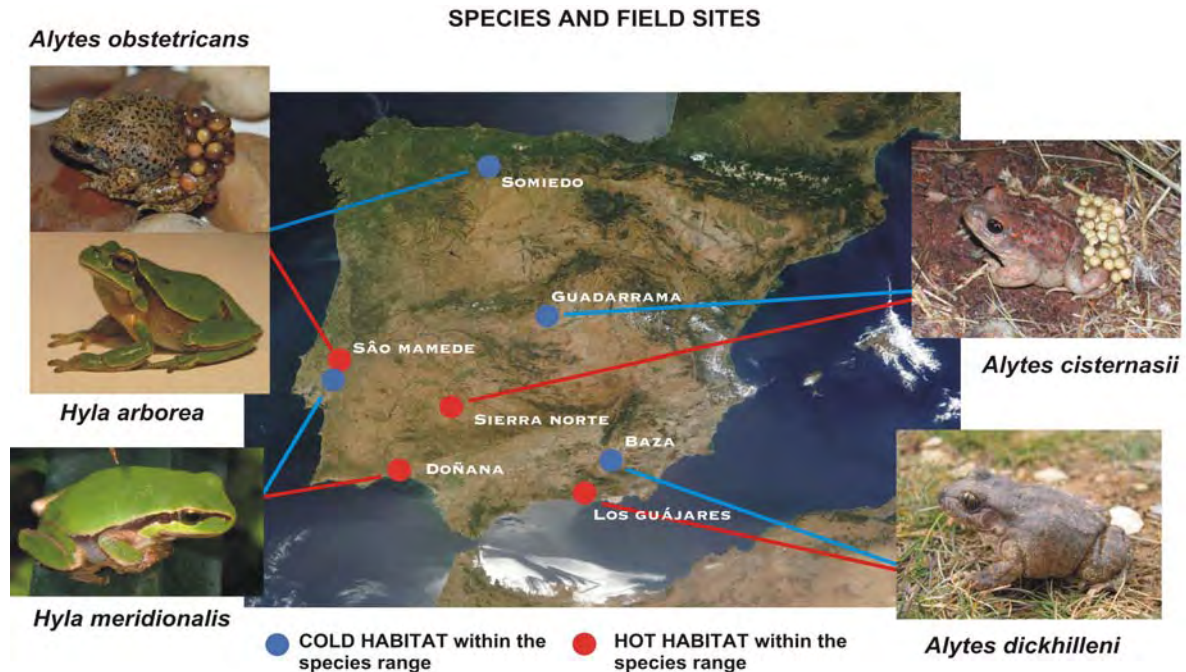 SPECIES AND FIELD SITES
Alytes obstetricans
SOMIEDO
GUADARRAMA
SÂO MAMEDE
Alytes cisternasii
Hyla arborea
SIERRA NORTE
BAZA
DOÑANA
LOS GUÁJARES
Hyla meridionalis
COLD HABITAT within the
species range
HOT HABITAT within the
species range
Alytes dickhilleni